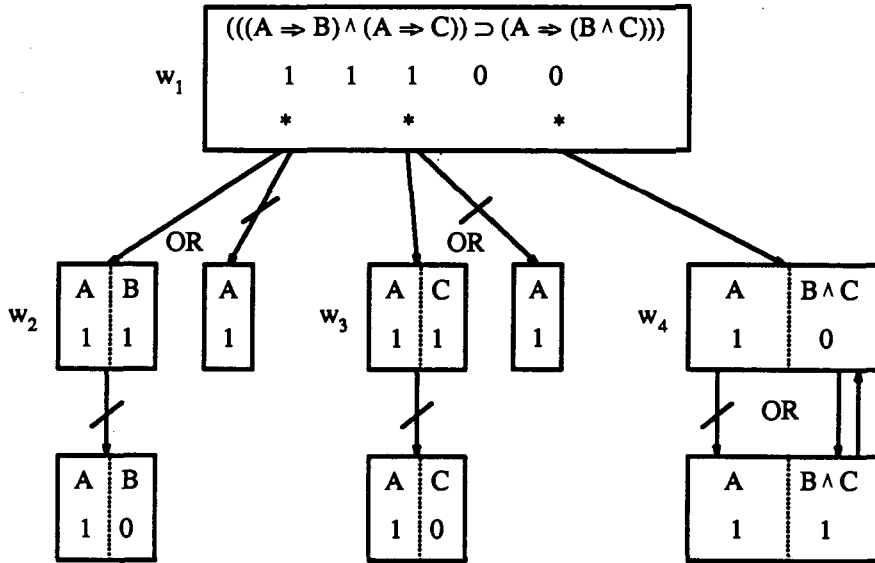 (((A ⇒ B) ∧ (A ⇒ C)) ⊃ (A ⇒ (B ∧ C)))
w1 1 1 1 0 0
* * *
OR OR
A B A A C A A B ∧ C
w2 1 1 1 w3 1 1 1 w4 1 0
OR
A B A C A B ∧ C
1 0 1 0 1 1